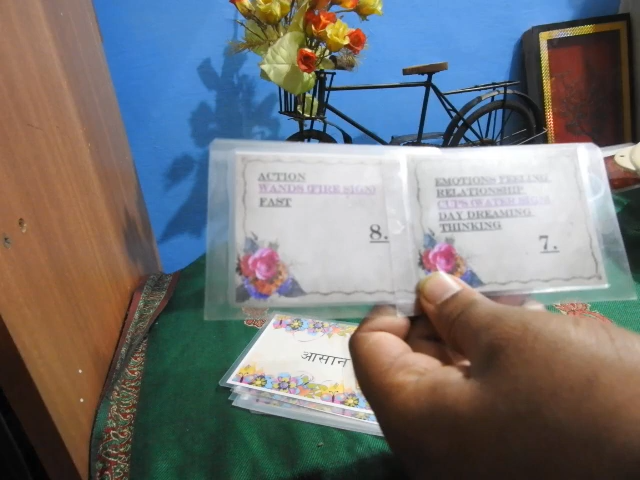 ACTION
WANDS (FIRE SIGN)
FAST
8.
EMOTIONS FEELING
RELATIONSHIP
CUPS (WATER SIGN)
DAY DREAMING
THINKING
7.
आसान